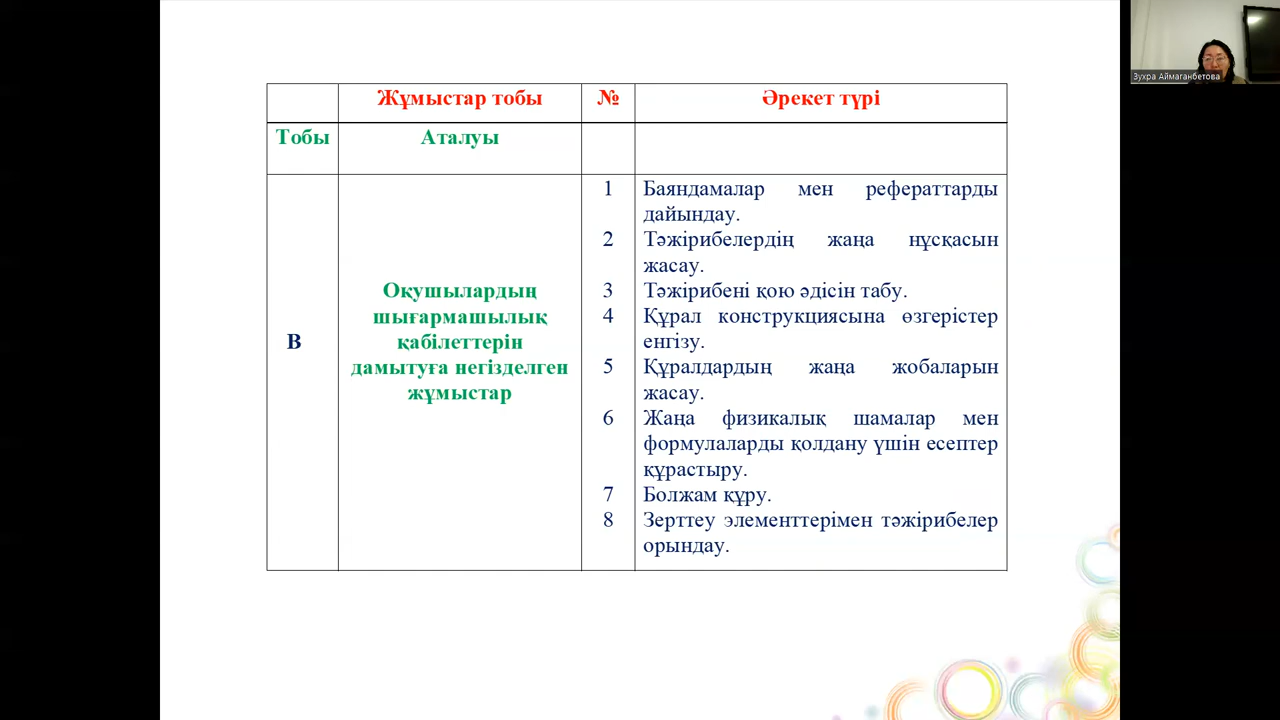 Жұмыстар тобы № Әрекет түрі
Тобы Аталуы
В
Оқушылардың
шығармашылық
қабілеттерін
дамытуға негізделген
жұмыстар
1 Баяндамалар мен рефераттарды
дайындау.
2 Тәжірибелердің жаңа нұсқасын
жасау.
3 Тәжірибені қою әдісін табу.
4 Құрал конструкциясына өзгерістер
енгізу.
5 Құралдардың жаңа жобаларын
жасау.
6 Жаңа физикалық шамалар мен
формулаларды қолдану үшін есептер
құрастыру.
7 Болжам құру.
8 Зерттеу элементтерімен тәжірибелер
орындау.
Зухра Аймаганбетова